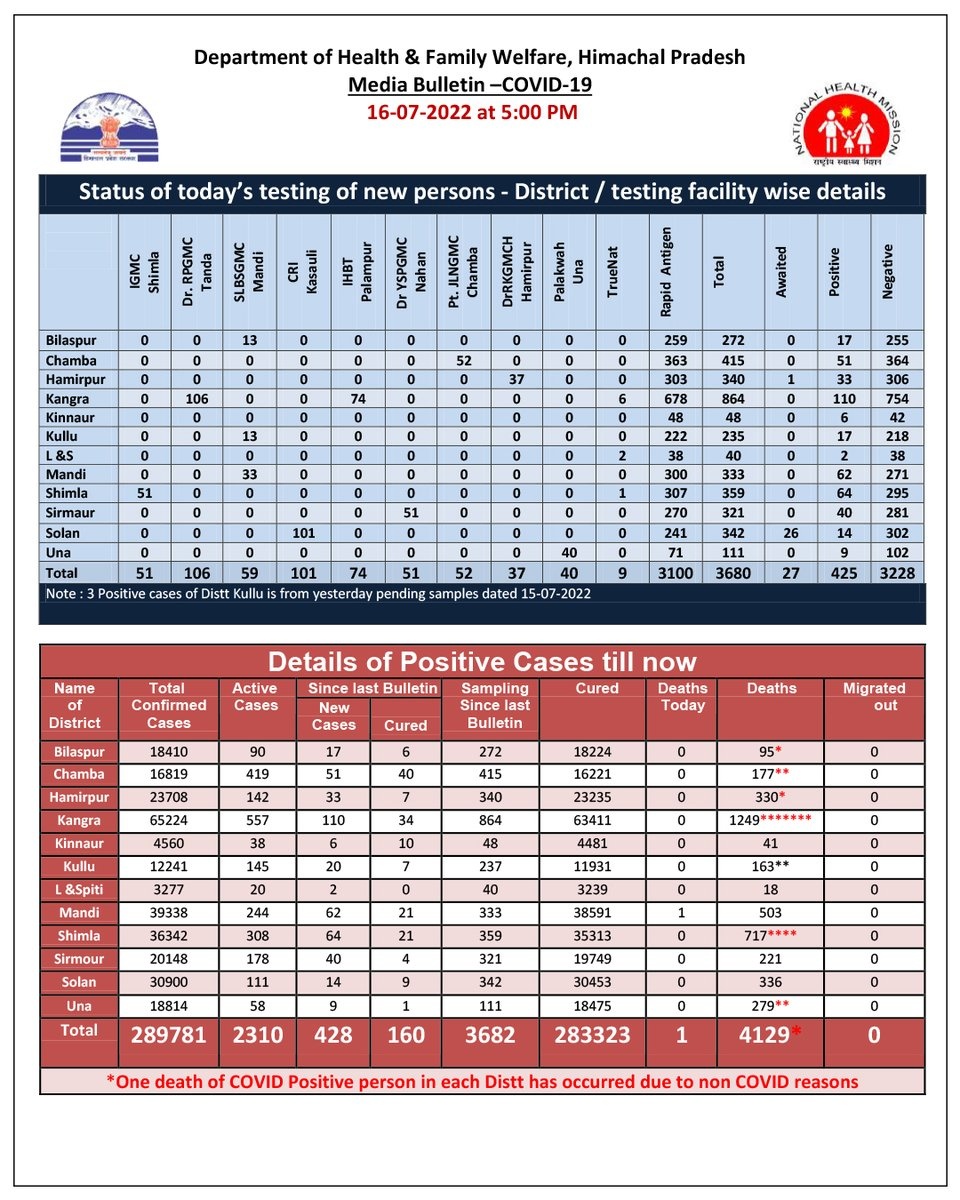 Department of Health & Family Welfare, Himachal Pradesh
Media Bulletin –COVID-19
16-07-2022 at 5:00 PM
हिमाचल प्रदेश सरकार
NATIONAL HEALTH MISSION
राष्ट्रीय स्वास्थ्य मिशन
Status of today’s testing of new persons - District / testing facility wise details
IGMC Shimla Dr. RPGMC Tanda SLBSGMC Mandi CRI Kasauli IHBT Palampur Dr YSPGMC Nahan Pt. JLNGMC Chamba DrRKGMCH Hamirpur Palakwah Una TrueNat Rapid Antigen Total Awaited Positive Negative
Bilaspur 0 0 13 0 0 0 0 0 0 0 259 272 0 17 255
Chamba 0 0 0 0 0 0 52 0 0 0 363 415 0 51 364
Hamirpur 0 0 0 0 0 0 0 37 0 0 303 340 1 33 306
Kangra 0 106 0 0 74 0 0 0 0 6 678 864 0 110 754
Kinnaur 0 0 0 0 0 0 0 0 0 0 48 48 0 6 42
Kullu 0 0 13 0 0 0 0 0 0 0 222 235 0 17 218
L &S 0 0 0 0 0 0 0 0 0 2 38 40 0 2 38
Mandi 0 0 33 0 0 0 0 0 0 0 300 333 0 62 271
Shimla 51 0 0 0 0 0 0 0 0 1 307 359 0 64 295
Sirmaur 0 0 0 0 0 51 0 0 0 0 270 321 0 40 281
Solan 0 0 0 101 0 0 0 0 0 0 241 342 26 14 302
Una 0 0 0 0 0 0 0 0 40 0 71 111 0 9 102
Total 51 106 59 101 74 51 52 37 40 9 3100 3680 27 425 3228
Note : 3 Positive cases of Distt Kullu is from yesterday pending samples dated 15-07-2022
Details of Positive Cases till now
Name of District Total Confirmed Cases Active Cases Since last Bulletin New Cases Cured Sampling Since last Bulletin Cured Deaths Today Deaths Migrated out
Bilaspur 18410 90 17 6 272 18224 0 95* 0
Chamba 16819 419 51 40 415 16221 0 177** 0
Hamirpur 23708 142 33 7 340 23235 0 330* 0
Kangra 65224 557 110 34 864 63411 0 1249******* 0
Kinnaur 4560 38 6 10 48 4481 0 41 0
Kullu 12241 145 20 7 237 11931 0 163** 0
L &Spiti 3277 20 2 0 40 3239 0 18 0
Mandi 39338 244 62 21 333 38591 1 503 0
Shimla 36342 308 64 21 359 35313 0 717**** 0
Sirmour 20148 178 40 4 321 19749 0 221 0
Solan 30900 111 14 9 342 30453 0 336 0
Una 18814 58 9 1 111 18475 0 279** 0
Total 289781 2310 428 160 3682 283323 1 4129* 0
*One death of COVID Positive person in each Distt has occurred due to non COVID reasons